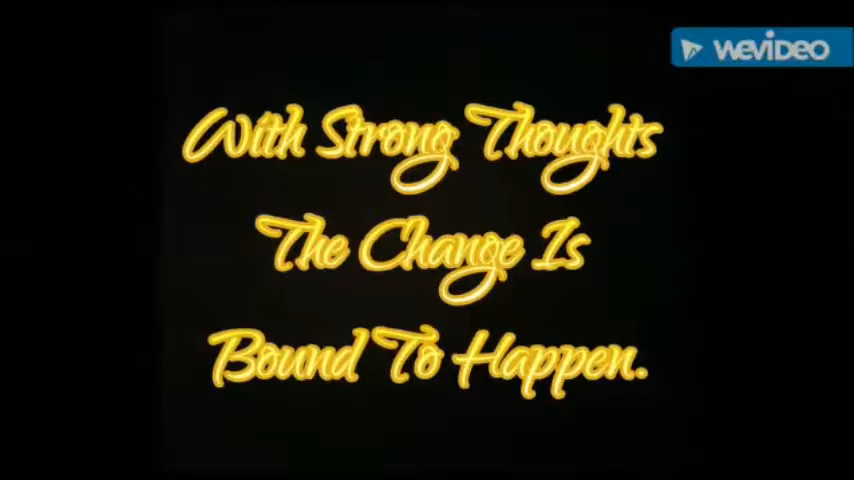 WEVIDEO
With Strong Thoughts
The Change Is
Bound To Happen.